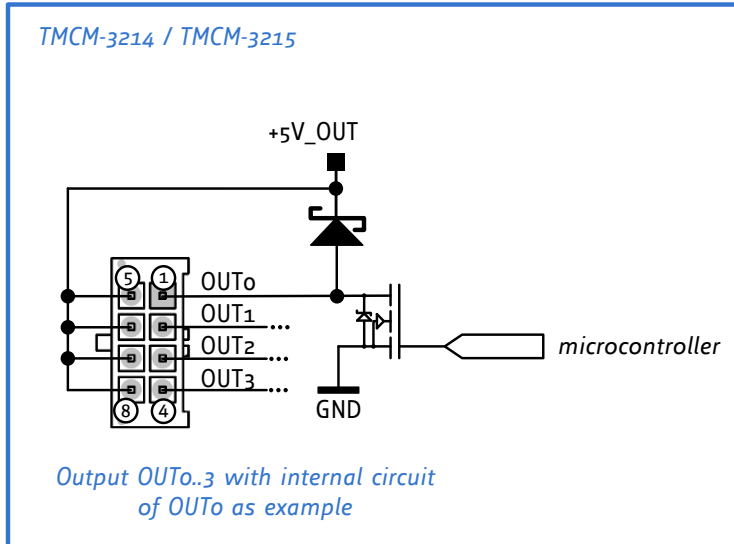 TMCM-3214 / TMCM-3215
+5V_OUT
5 1 OUT0
OUT1
...
OUT2
...
OUT3
...
8 4
GND
microcontroller
Output OUT0..3 with internal circuit
of OUT0 as example